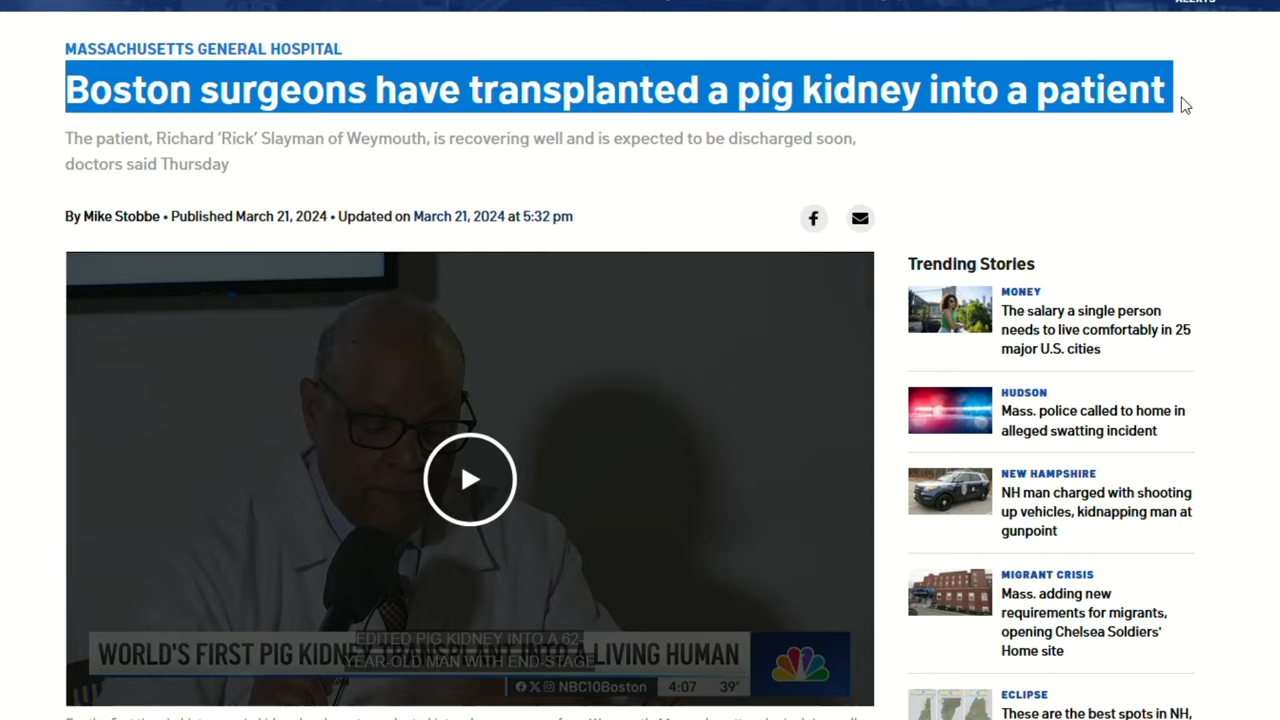 ALERTS
MASSACHUSETTS GENERAL HOSPITAL
Boston surgeons have transplanted a pig kidney into a patient
The patient, Richard ‘Rick’ Slayman of Weymouth, is recovering well and is expected to be discharged soon,
doctors said Thursday
By Mike Stobbe • Published March 21, 2024 • Updated on March 21, 2024 at 5:32 pm
EDITED PIG KIDNEY INTO A 62-
YEAR-OLD MAN WITH END-STAGE
WORLD'S FIRST PIG KIDNEY TRANSPLANT INTO A LIVING HUMAN
NBC10Boston 4:07 39°
Trending Stories
MONEY
The salary a single person
needs to live comfortably in 25
major U.S. cities
HUDSON
Mass. police called to home in
alleged swatting incident
NEW HAMPSHIRE
NH man charged with shooting
up vehicles, kidnapping man at
gunpoint
MIGRANT CRISIS
Mass. adding new
requirements for migrants,
opening Chelsea Soldiers'
Home site
ECLIPSE
These are the best spots in NH,